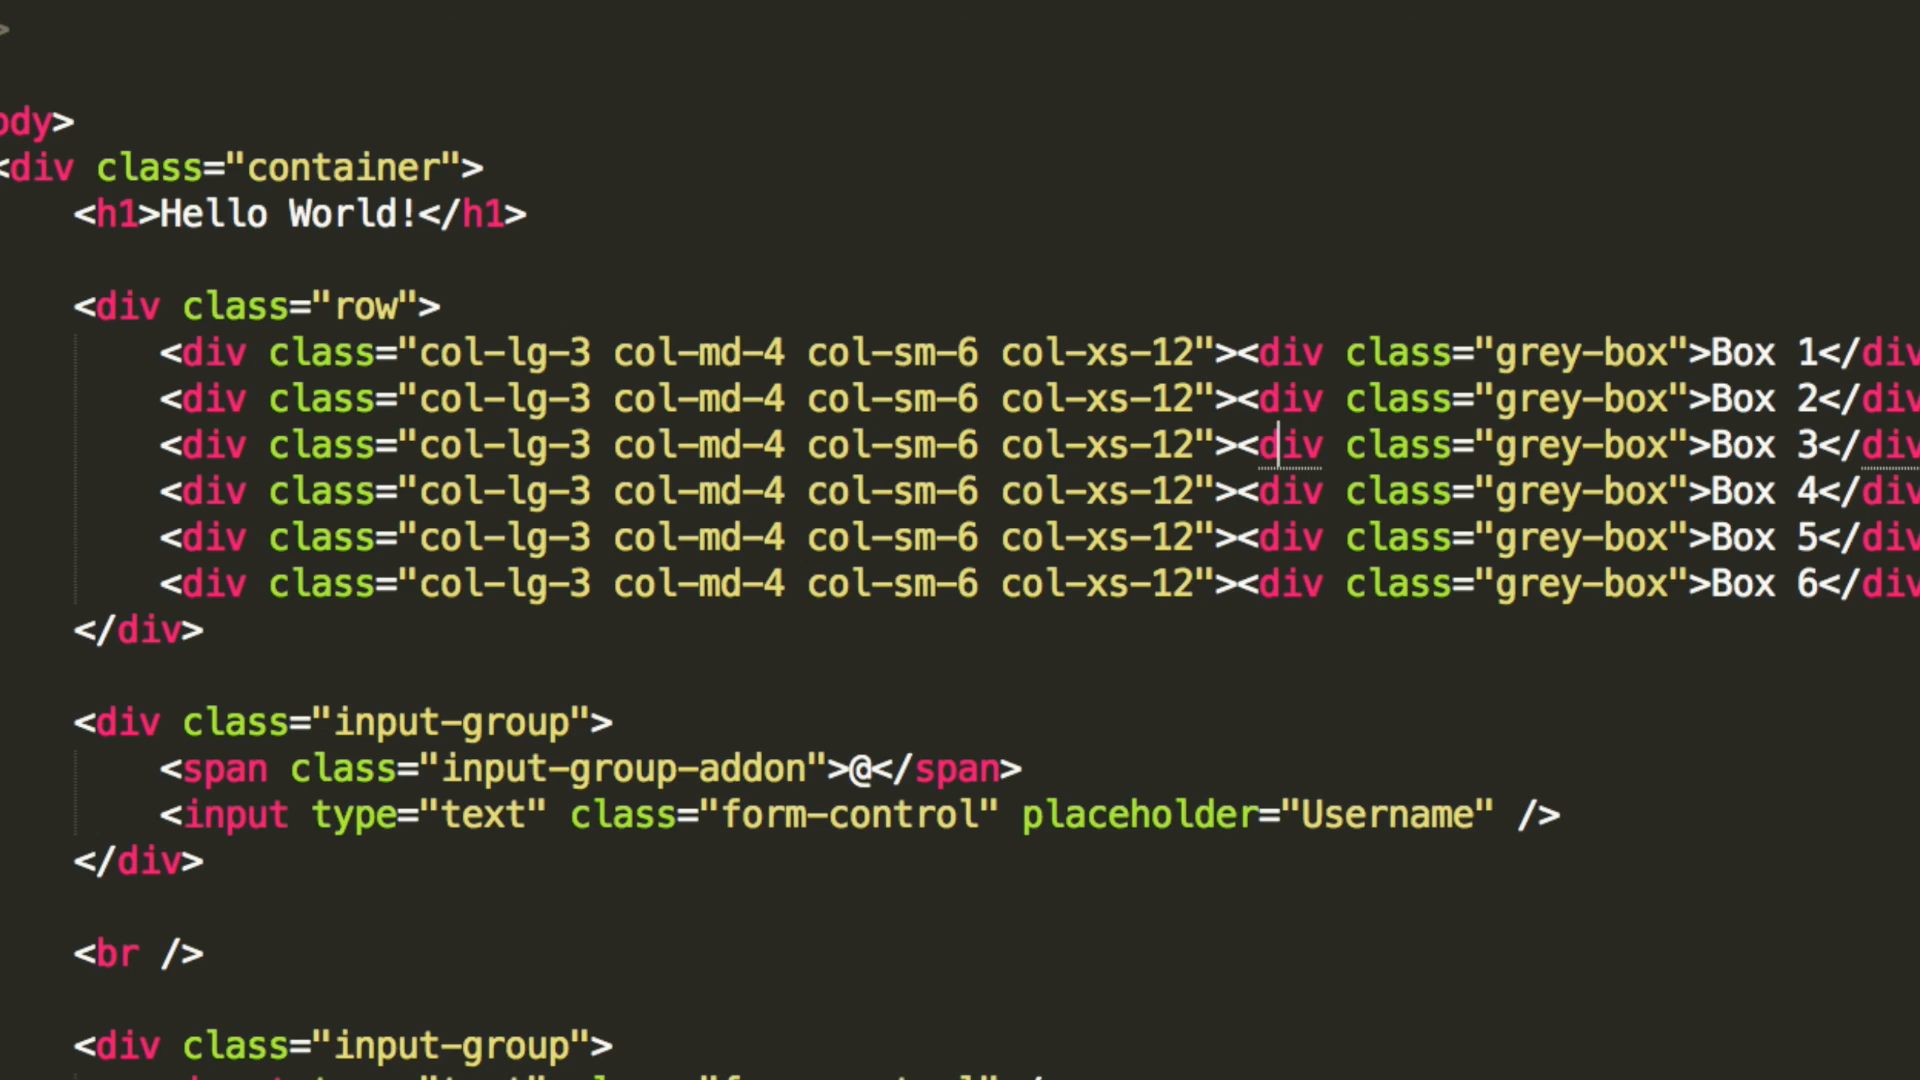 >
ody>
<div class="container">
<h1>Hello World!</h1>
<div class="row">
<div class="col-lg-3 col-md-4 col-sm-6 col-xs-12"><div class="grey-box">Box 1</div
<div class="col-lg-3 col-md-4 col-sm-6 col-xs-12"><div class="grey-box">Box 2</div
<div class="col-lg-3 col-md-4 col-sm-6 col-xs-12"><div class="grey-box">Box 3</div
<div class="col-lg-3 col-md-4 col-sm-6 col-xs-12"><div class="grey-box">Box 4</div
<div class="col-lg-3 col-md-4 col-sm-6 col-xs-12"><div class="grey-box">Box 5</div
<div class="col-lg-3 col-md-4 col-sm-6 col-xs-12"><div class="grey-box">Box 6</div
</div>
<div class="input-group">
<span class="input-group-addon">@</span>
<input type="text" class="form-control" placeholder="Username" />
</div>
<br />
<div class="input-group">